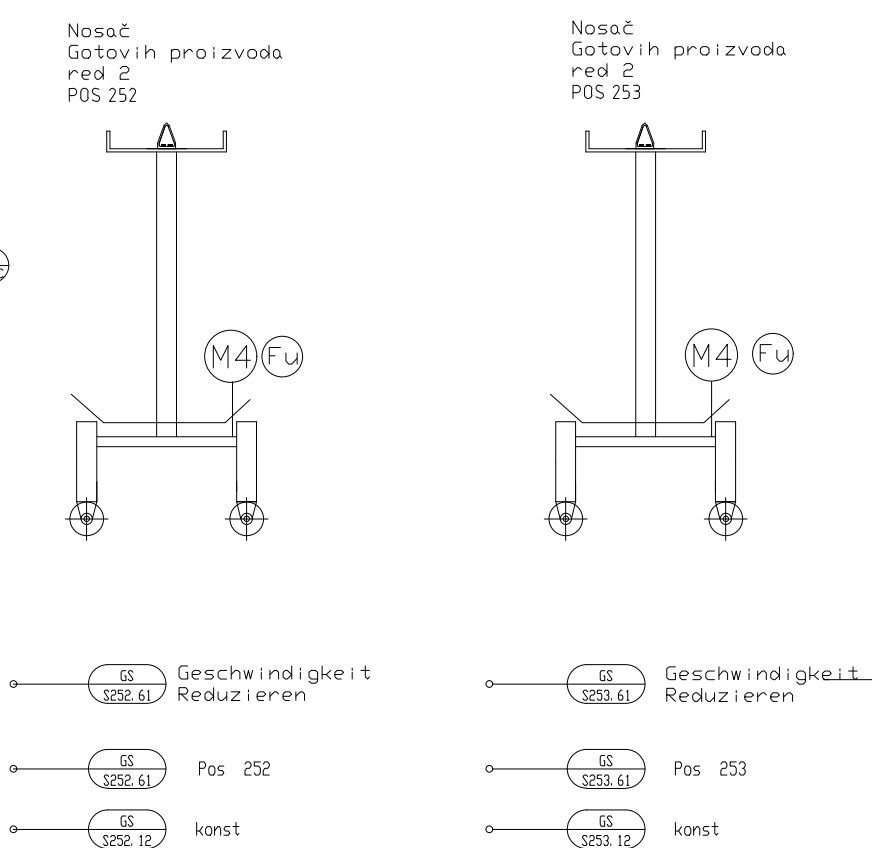 Nosač
Gotovih proizvoda
red 2
POS 252
Nosač
Gotovih proizvoda
red 2
POS 253
M4 Fu
M4 Fu
GS
S252.61
Geschwindigkeit
Reduzieren
GS
S253.61
Geschwindigkeit
Reduzieren
GS
S252.61
Pos 252
GS
S253.61
Pos 253
GS
S252.12
konst
GS
S253.12
konst